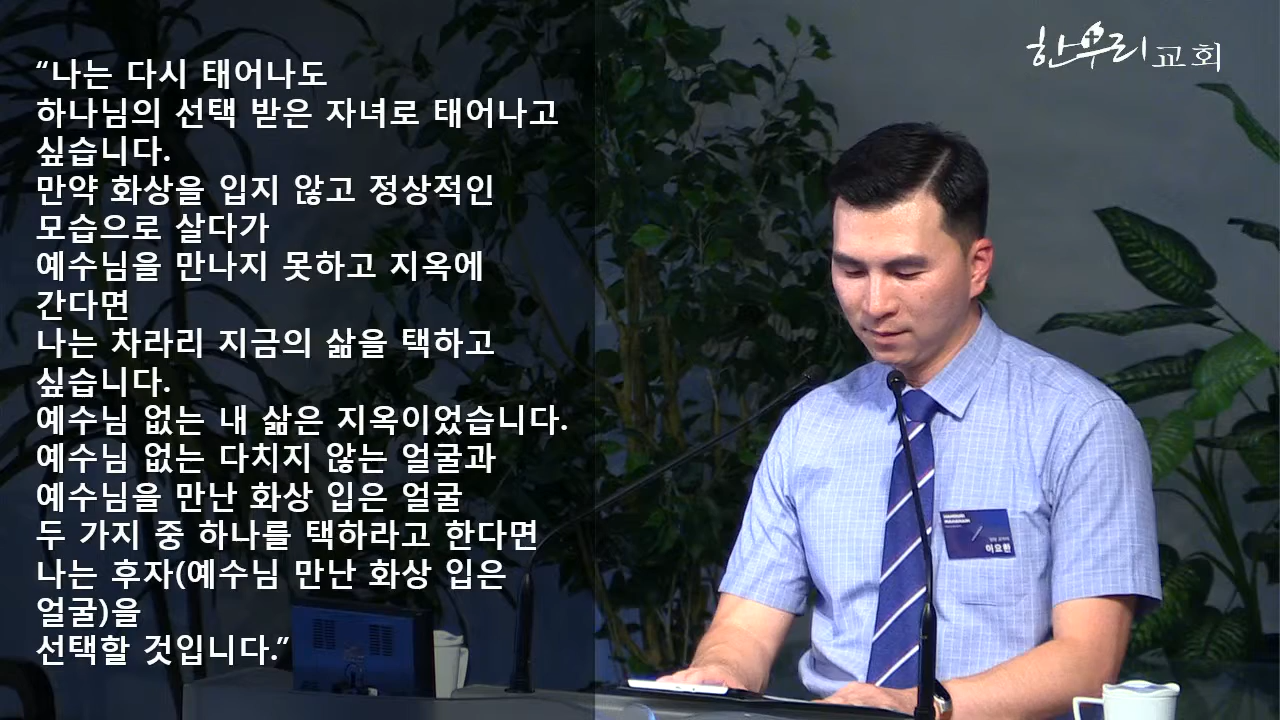 한우리교회
“나는 다시 태어나도
하나님의 선택 받은 자녀로 태어나고
싶습니다.
만약 화상을 입지 않고 정상적인
모습으로 살다가
예수님을 만나지 못하고 지옥에
간다면
나는 차라리 지금의 삶을 택하고
싶습니다.
예수님 없는 내 삶은 지옥이었습니다.
예수님 없는 다치지 않는 얼굴과
예수님을 만난 화상 입은 얼굴
두 가지 중 하나를 택하라고 한다면
나는 후자(예수님 만난 화상 입은
얼굴)을
선택할 것입니다.”
이요한